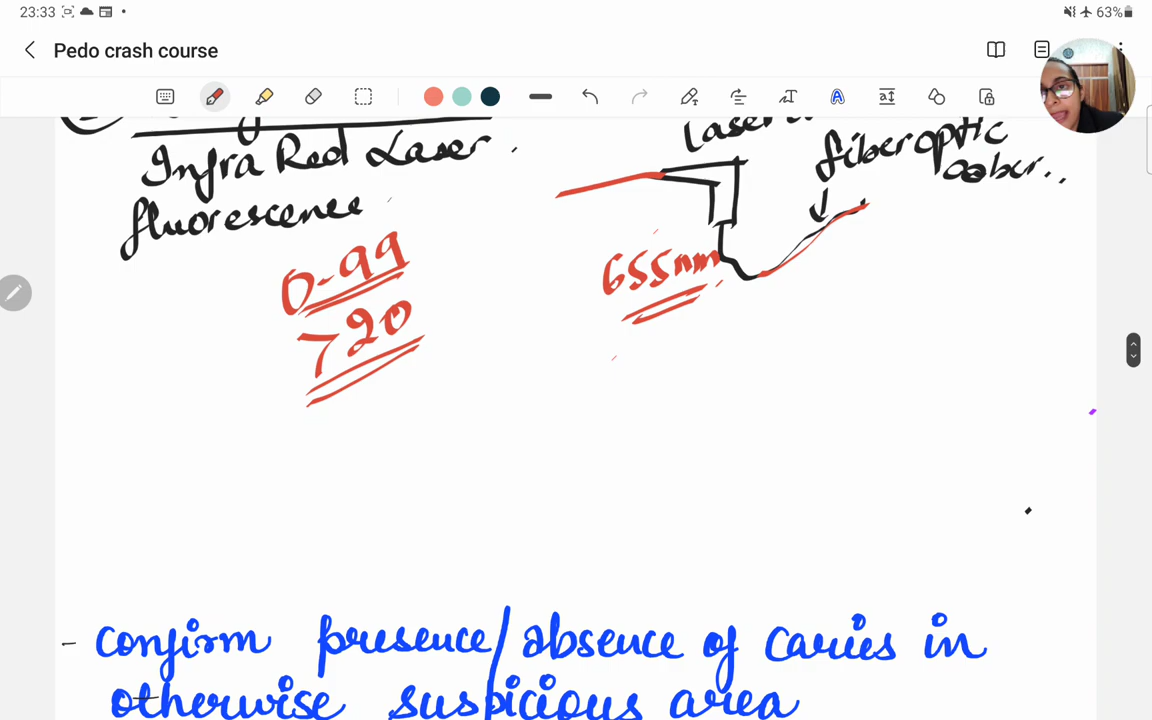 23:33
63%
Pedo crash course
Laser
Infra Red Laser
fluorescence
fiberoptic
0-99
655nm
>20
- Confirm presence/absence of caries in
otherwise suspicious area